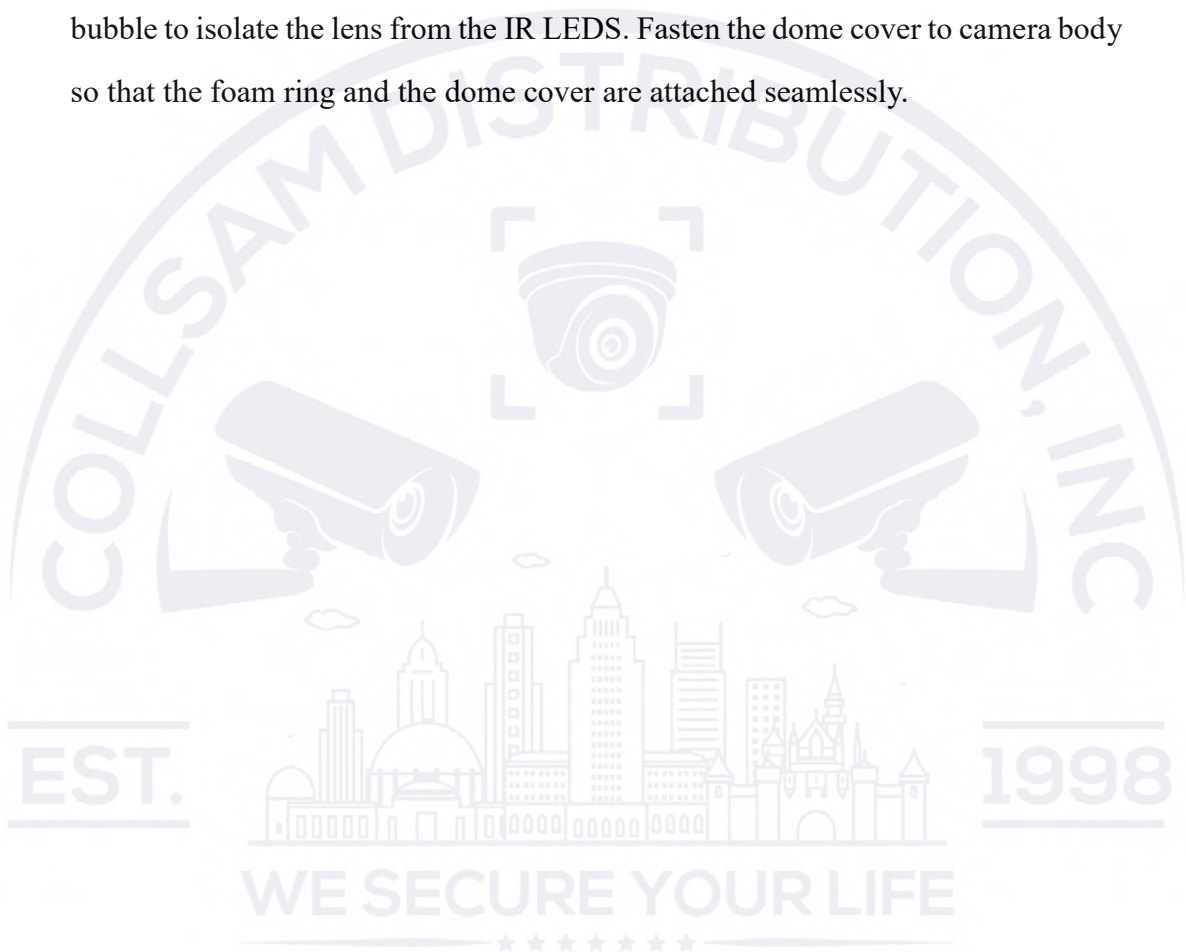 bubble to isolate the lens from the IR LEDS. Fasten the dome cover to camera body
so that the foam ring and the dome cover are attached seamlessly.
COLLSAM DISTRIBUTION, INC
EST.
1998
WE SECURE YOUR LIFE